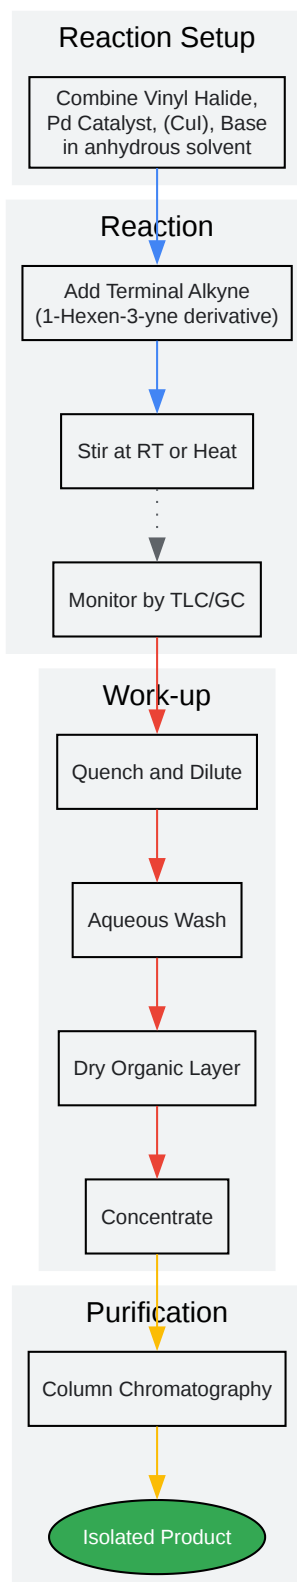 Reaction Setup
Combine Vinyl Halide,
Pd Catalyst, (CuI), Base
in anhydrous solvent
Reaction
Add Terminal Alkyne
(1-Hexen-3-yne derivative)
Stir at RT or Heat
Monitor by TLC/GC
Work-up
Quench and Dilute
Aqueous Wash
Dry Organic Layer
Concentrate
Purification
Column Chromatography
Isolated Product